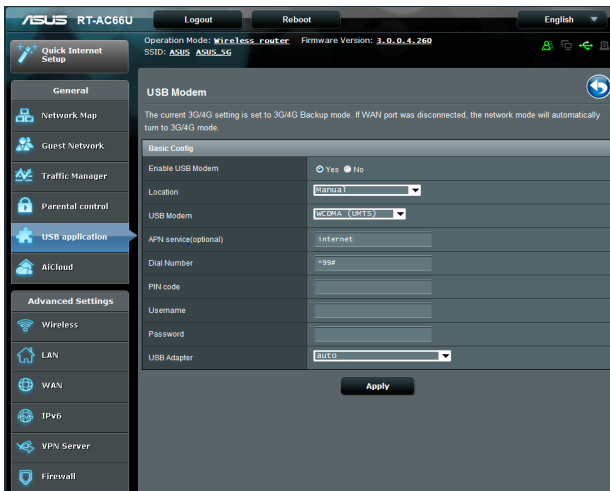 ASUS RT-AC66U
Logout
Reboot
English
Quick Internet
Setup
Operation Mode: Wireless router Firmware Version: 3.0.0.4.260
SSID: ASUS ASUS_5G
General
Network Map
Guest Network
Traffic Manager
Parental control
USB application
AiCloud
Advanced Settings
Wireless
LAN
WAN
IPv6
VPN Server
Firewall
USB Modem
The current 3G/4G setting is set to 3G/4G Backup mode. If WAN port was disconnected, the network mode will automatically
turn to 3G/4G mode.
Basic Config
Enable USB Modem Yes No
Location Manual
USB Modem WCDMA (UMTS)
APN service(optional) internet
Dial Number *99#
PIN code
Username
Password
USB Adapter auto
Apply